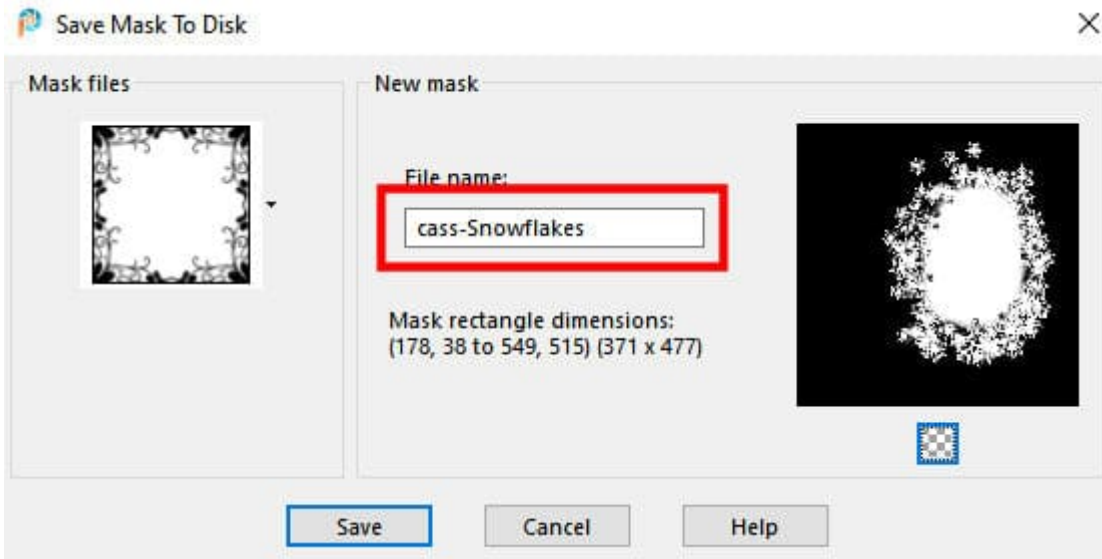 Save Mask To Disk
Mask files
New mask
File name:
cass-Snowflakes
Mask rectangle dimensions:
(178, 38 to 549, 515) (371 x 477)
Save
Cancel
Help